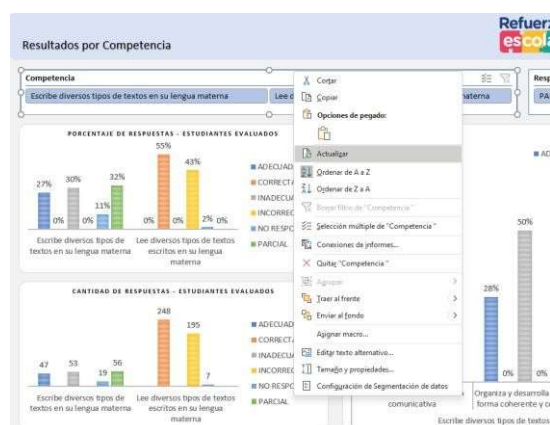 Refuerz
escola
Resultados por Competencia
Competencia
Escribe diversos tipos de textos en su lengua materna
Lee d
materna
Resp
PA
Cortar
Copiar
Opciones de pegado:
Actualizar
Ordenar de A a Z
Ordenar de Z a A
Borrar filtro de "Competencia "
Selección múltiple de "Competencia "
Conexiones de informes...
Quitar "Competencia "
Agrupar
Traer al frente
Enviar al fondo
Asignar macro...
Editar texto alternativo...
Tamaño y propiedades...
Configuración de Segmentación de datos
PORCENTAJE DE RESPUESTAS - ESTUDIANTES EVALUADOS
55%
43%
27%
30%
32%
11%
0%
0%
0%
0%
2%
0%
ADECUAD
CORRECTA
INADECUA
INCORREC
NO RESPO
PARCIAL
Escribe diversos tipos de
textos en su lengua materna
Lee diversos tipos de textos
escritos en su lengua
materna
CANTIDAD DE RESPUESTAS - ESTUDIANTES EVALUADOS
248
195
47
53
19
56
7
ADECUAD
CORRECTA
INADECUA
INCORREC
NO RESPO
PARCIAL
Escribe diversos tipos de
textos en su lengua materna
Lee diversos tipos de textos
escritos en su lengua
materna
AD
50%
28%
0%
0%
comunicativa
Organiza y desarrolla
forma coherente y c
Escribe diversos tipos de textos